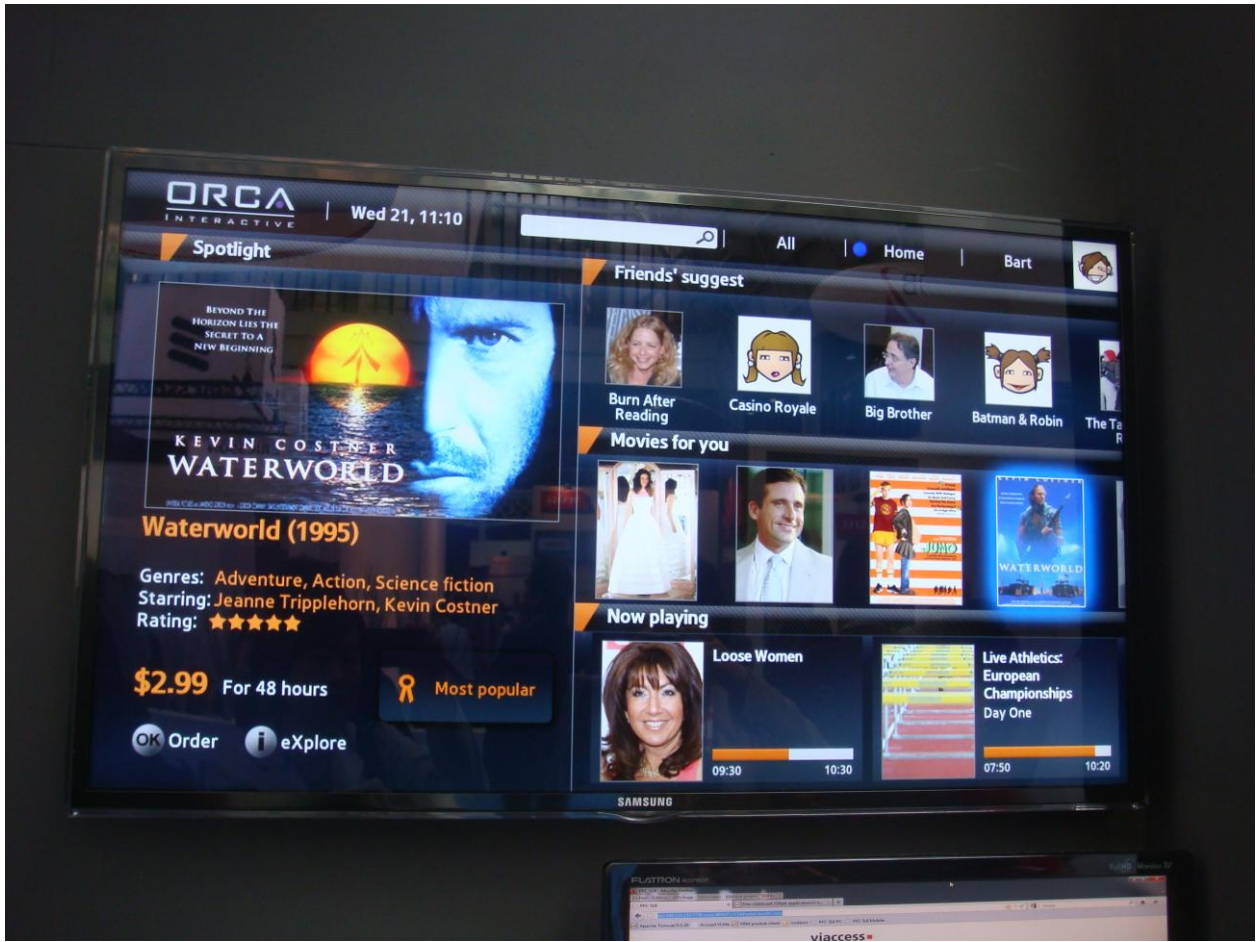 ORCA
INTERACTIVE
Wed 21, 11:10
All
Home
Bart
Spotlight
BEYOND THE
HORIZON LIES THE
SECRET TO A
NEW BEGINNING
KEVIN COSTNER
WATERWORLD
Waterworld (1995)
Genres: Adventure, Action, Science fiction
Starring: Jeanne Tripplehorn, Kevin Costner
Rating:
$2.99 For 48 hours
Most popular
OK Order
i eXplore
Friends' suggest
Burn After
Reading
Casino Royale
Big Brother
Batman & Robin
The Ta
R
Movies for you
JUNO
KEVIN COSTNER
WATERWORLD
Now playing
Loose Women
09:30 10:30
Live Athletics:
European
Championships
Day One
07:50 10:20
SAMSUNG
FLATRON
viaccess